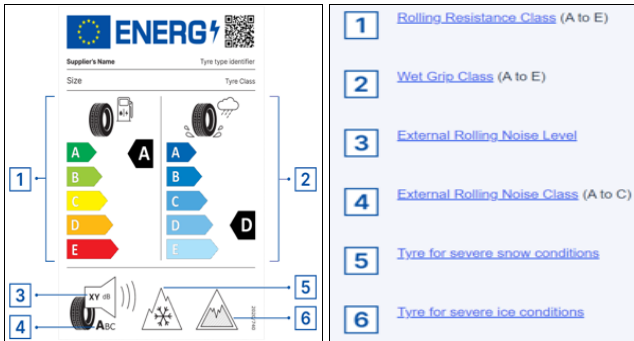 ENERG
Supplier's Name Tyre type identifier
Size Tyre Class
A A A
B B
C C
D D D
E E
1 2
3 XY dB 5
4 ABC 6
2020/740
1 Rolling Resistance Class (A to E)
2 Wet Grip Class (A to E)
3 External Rolling Noise Level
4 External Rolling Noise Class (A to C)
5 Tyre for severe snow conditions
6 Tyre for severe ice conditions